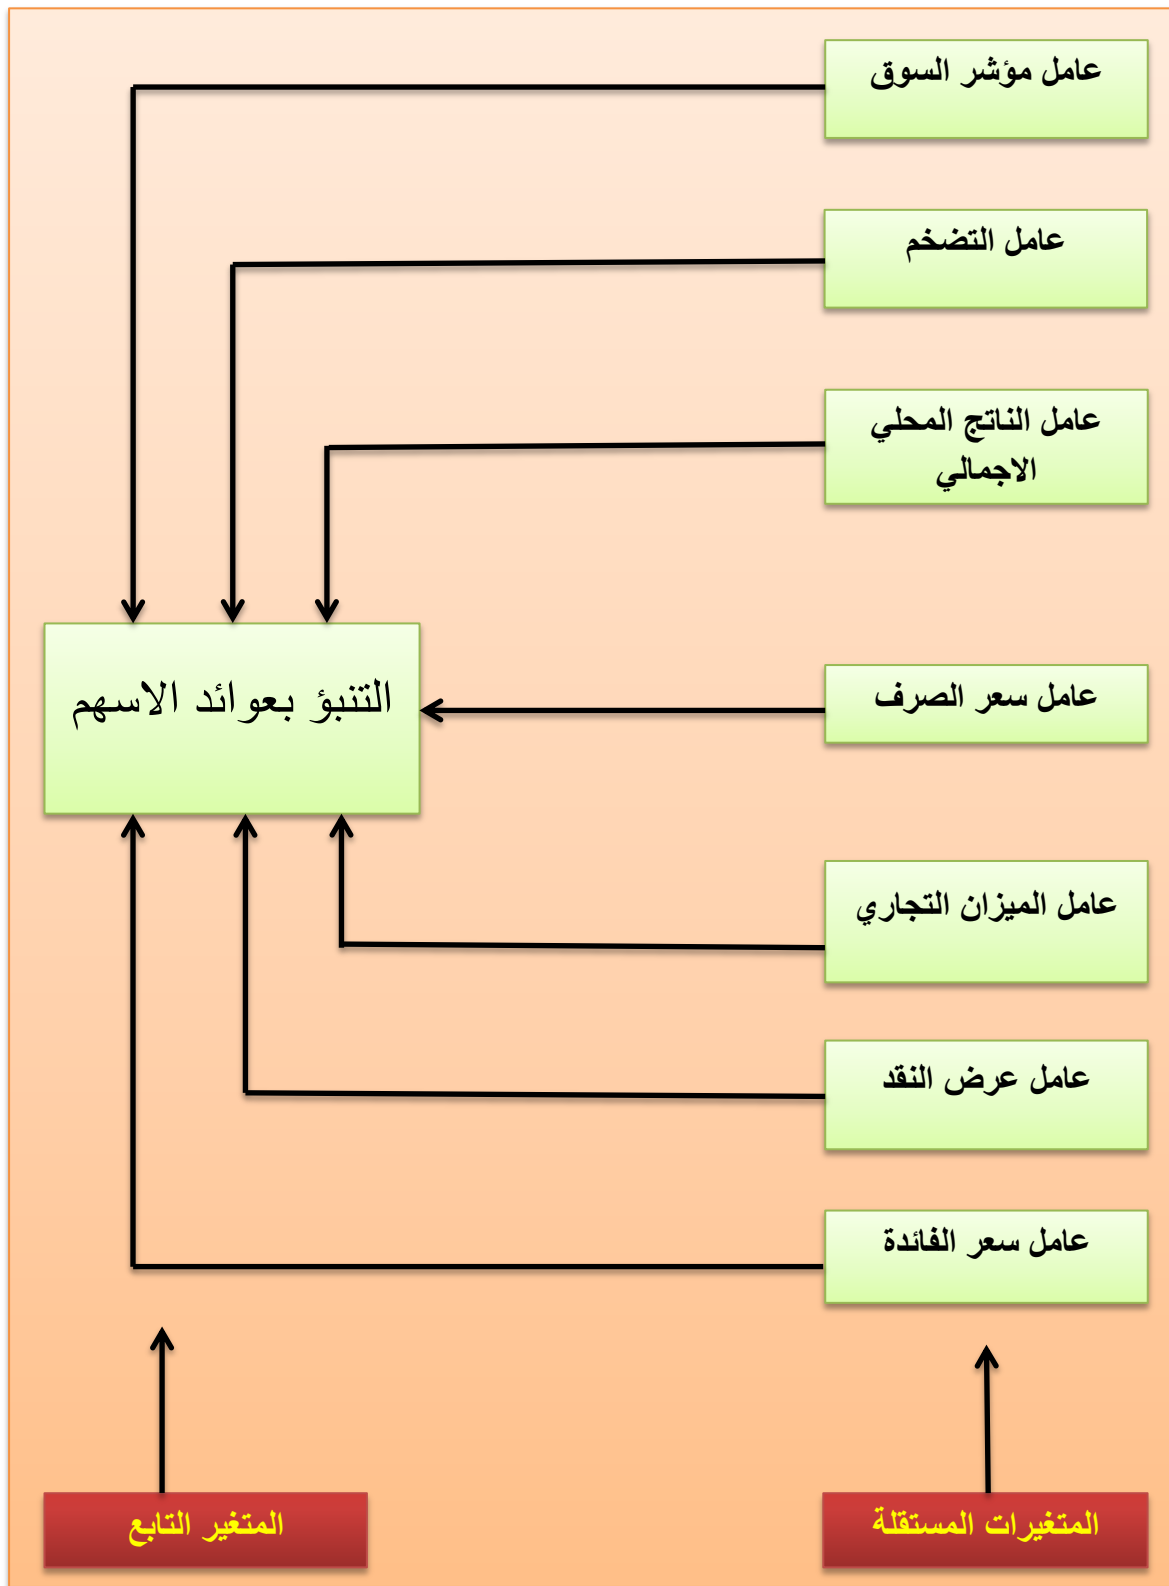 عامل مؤشر السوق
عامل التضخم
عامل الناتج المحلي
الاجمالي
التنبؤ بعوائد الاسهم
عامل سعر الصرف
عامل الميزان التجاري
عامل عرض النقد
عامل سعر الفائدة
المتغيرات المستقلة
المتغير التابع